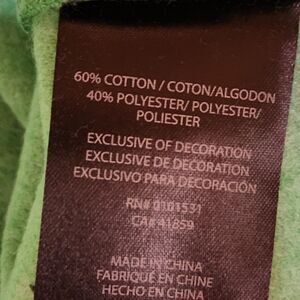 60% COTTON / COTON/ALGODON
40% POLYESTER/ POLYESTER/
POLIESTER
EXCLUSIVE OF DECORATION
EXCLUSIVE DE DECORATION
EXCLUSIVO PARA DECORACIÓN
RN# 0101531
CA# 41859
MADE IN CHINA
FABRIQUÉ EN CHINE
HECHO EN CHINA